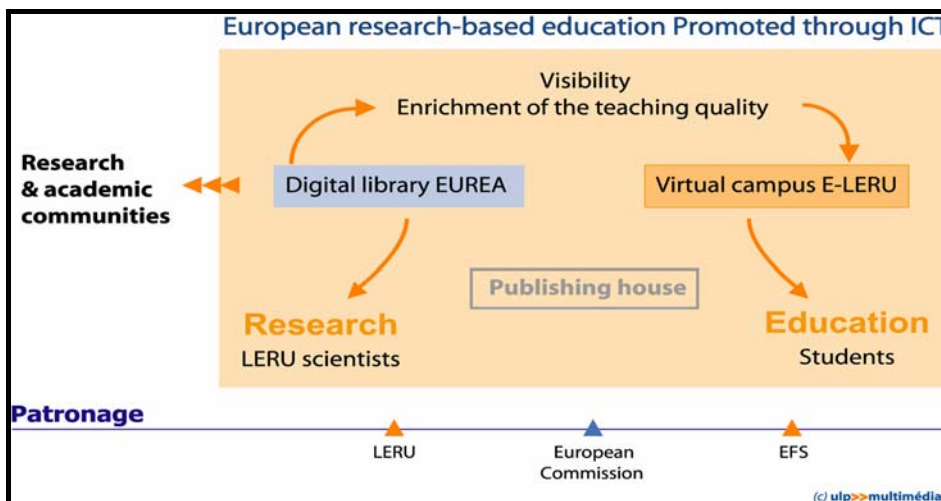 European research-based education Promoted through ICT
Visibility
Enrichment of the teaching quality
Research
& academic
communities
Digital library EUREA
Virtual campus E-LERU
Publishing house
Research
LERU scientists
Education
Students
Patronage
LERU
European
Commission
EFS
(c) ulp>>multimédia